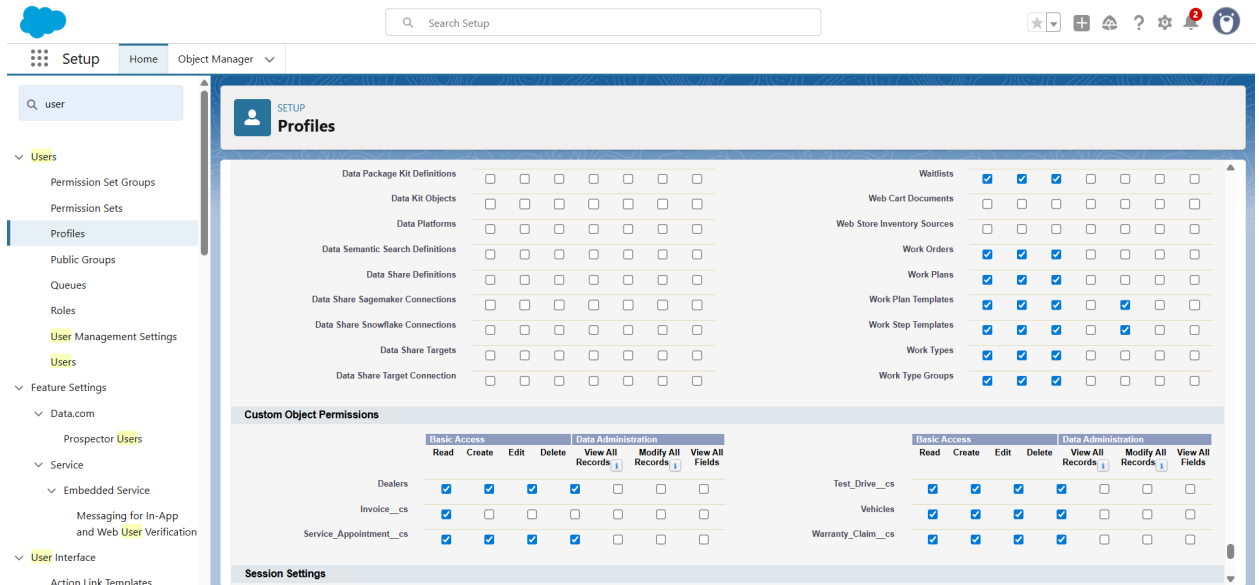 Search Setup
2
Setup
Home
Object Manager
user
Users
Permission Set Groups
Permission Sets
Profiles
Public Groups
Queues
Roles
User Management Settings
Users
Feature Settings
Data.com
Prospector Users
Service
Embedded Service
Messaging for In-App
and Web User Verification
User Interface
Action Link Templates
SETUP
Profiles
Data Package Kit Definitions
Data Kit Objects
Data Platforms
Data Semantic Search Definitions
Data Share Definitions
Data Share Sagemaker Connections
Data Share Snowflake Connections
Data Share Targets
Data Share Target Connection
Waitlists
Web Cart Documents
Web Store Inventory Sources
Work Orders
Work Plans
Work Plan Templates
Work Step Templates
Work Types
Work Type Groups
Custom Object Permissions
Basic Access Data Administration
Read Create Edit Delete View All Records i Modify All Records i View All Fields
Dealers
Invoice__cs
Service_Appointment__cs
Basic Access Data Administration
Read Create Edit Delete View All Records i Modify All Records i View All Fields
Test_Drive__cs
Vehicles
Warranty_Claim__cs
Session Settings